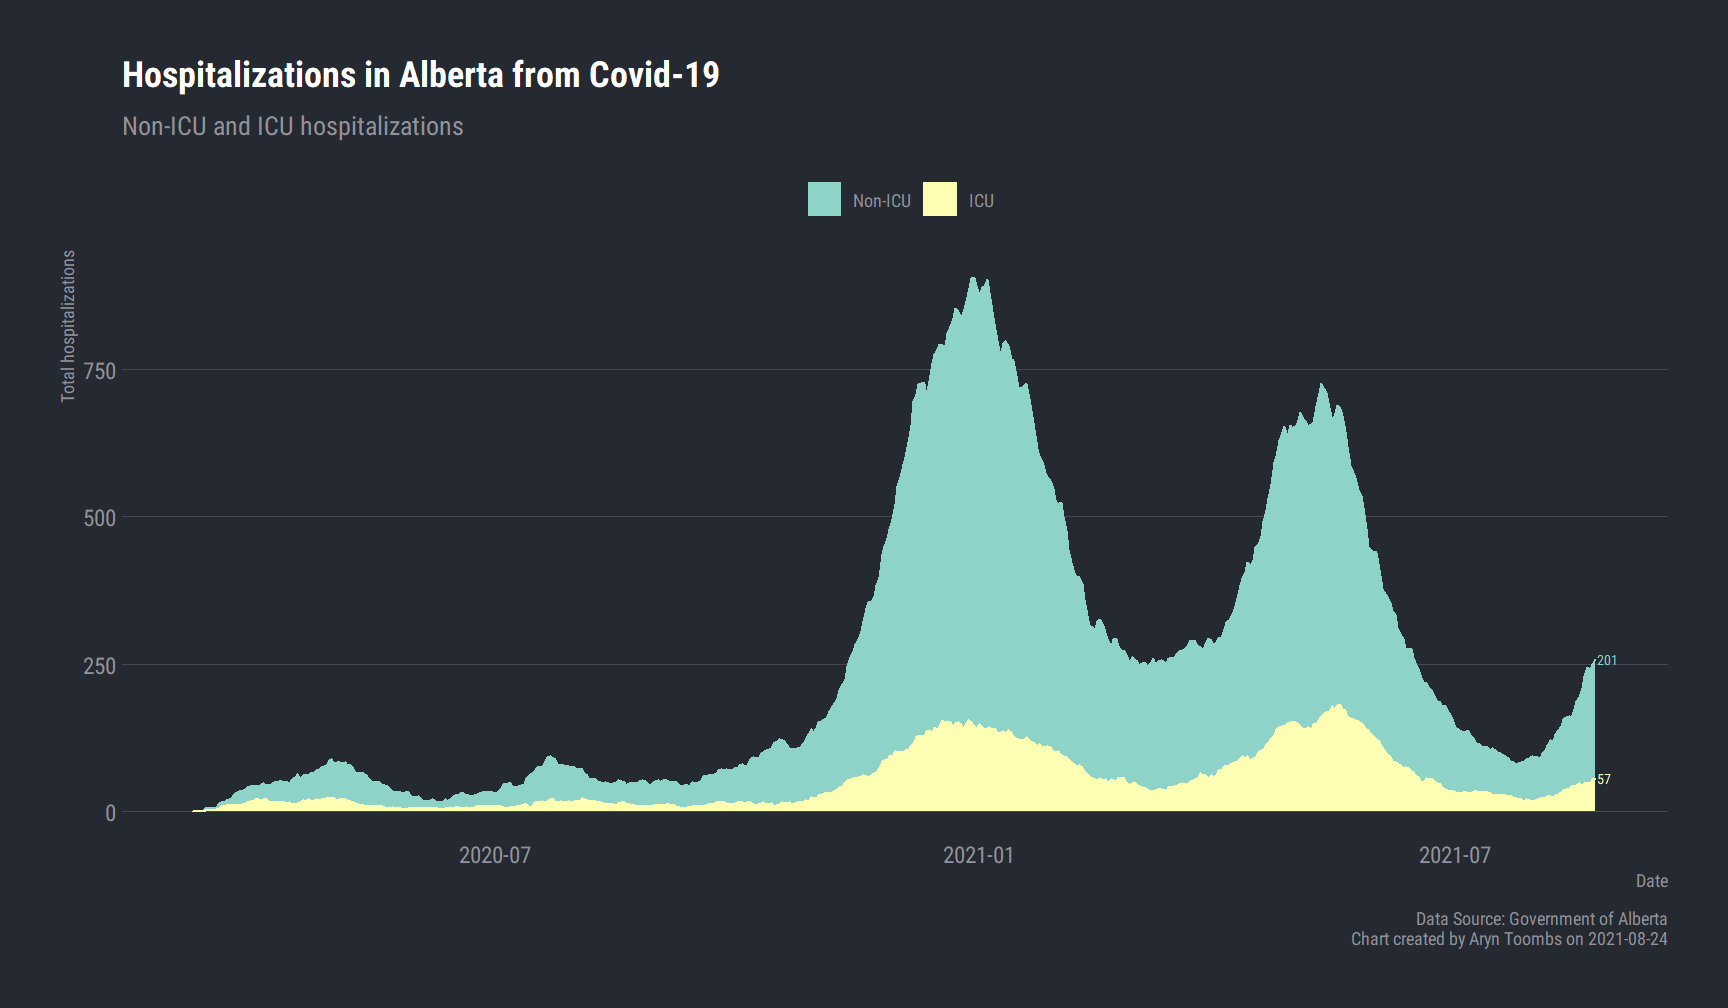 Hospitalizations in Alberta from Covid-19
Non-ICU and ICU hospitalizations
Non-ICU ICU
Total hospitalizations
750
500
250
0
201
57
2020-07 2021-01 2021-07
Date
Data Source: Government of Alberta
Chart created by Aryn Toombs on 2021-08-24